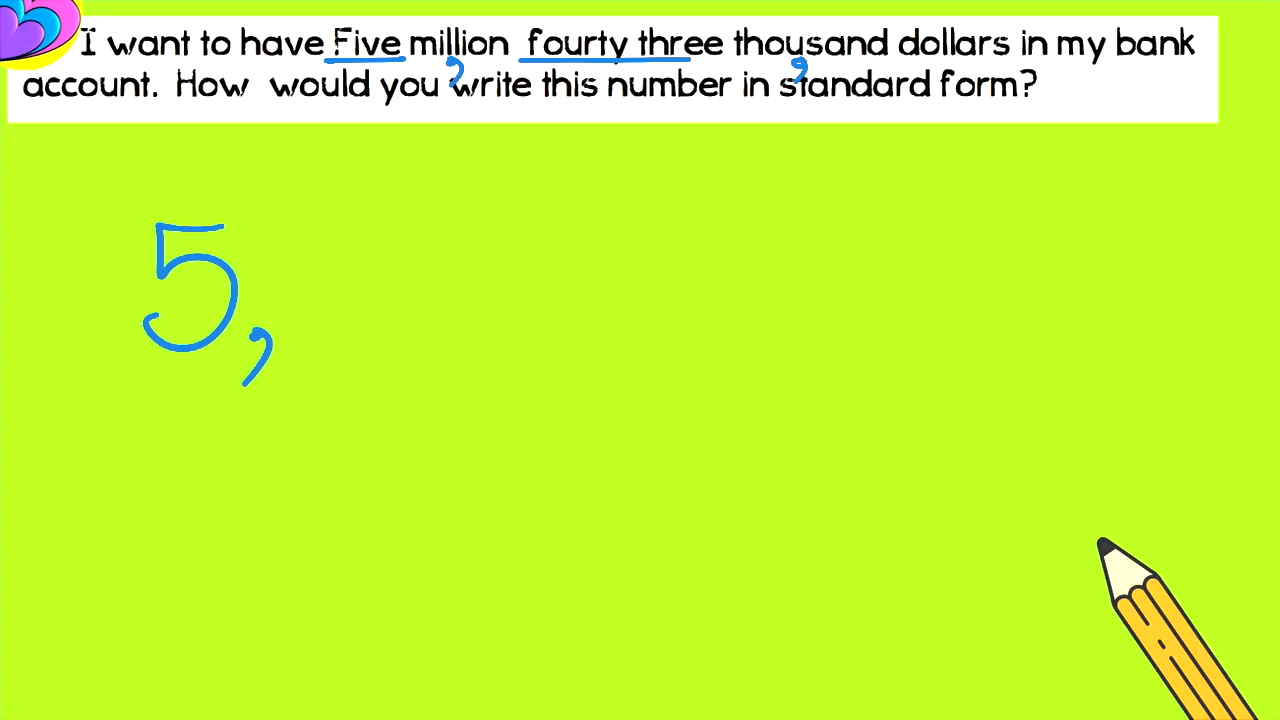 I want to have Five million fourty three thousand dollars in my bank
account. How would you write this number in standard form?
5,